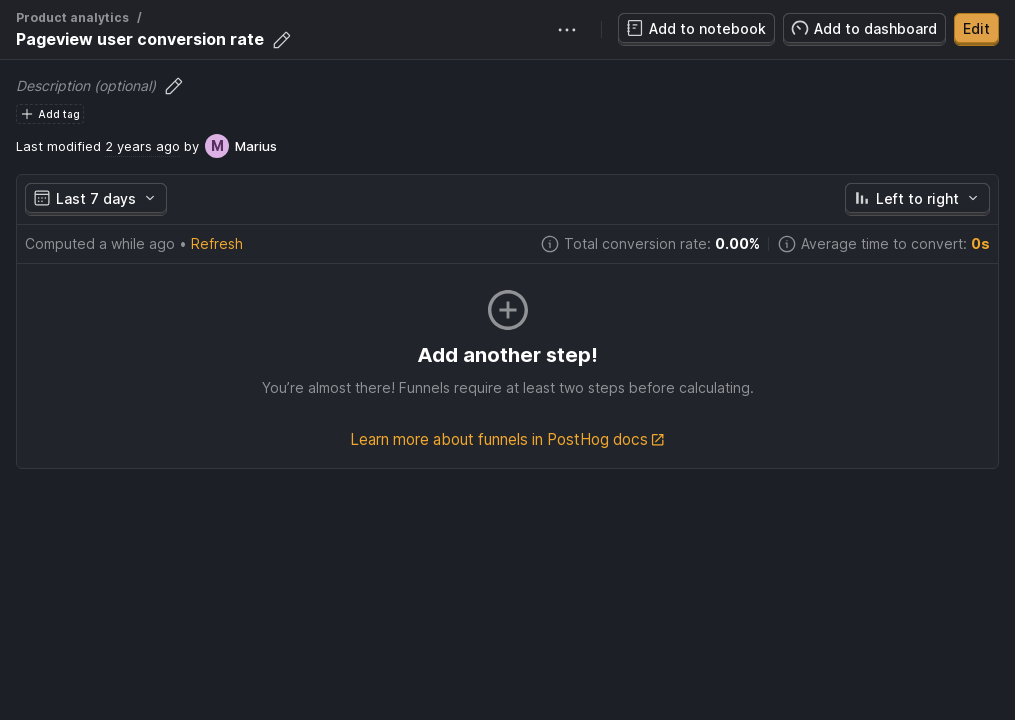 Product analytics /
Pageview user conversion rate
Add to notebook
Add to dashboard
Edit
Description (optional)
Add tag
Last modified 2 years ago by M Marius
Last 7 days
Left to right
Computed a while ago • Refresh
Total conversion rate: 0.00%
Average time to convert: 0s
Add another step!
You’re almost there! Funnels require at least two steps before calculating.
Learn more about funnels in PostHog docs